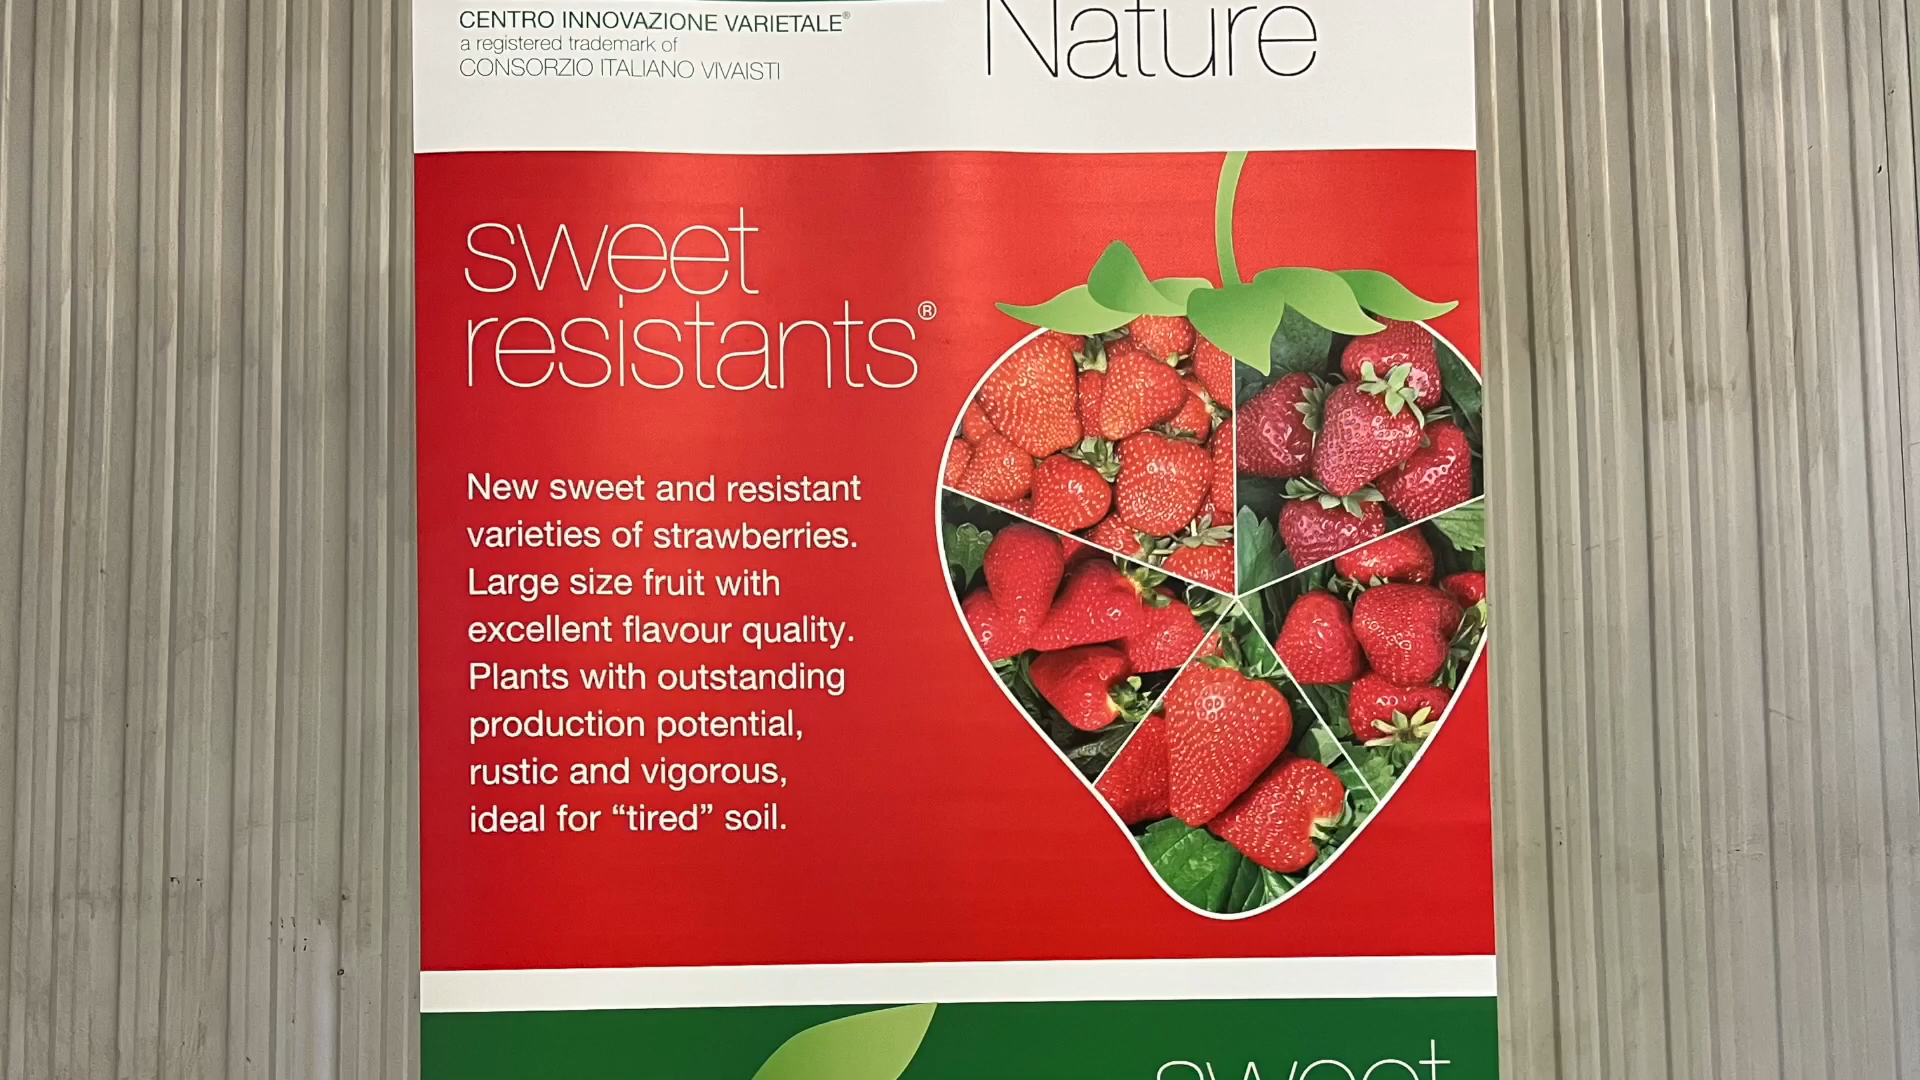 CENTRO INNOVAZIONE VARIETALE®
a registered trademark of
CONSORZIO ITALIANO VIVAISTI
Nature
sweet
resistants®
New sweet and resistant
varieties of strawberries.
Large size fruit with
excellent flavour quality.
Plants with outstanding
production potential,
rustic and vigorous,
ideal for “tired” soil.
sweet